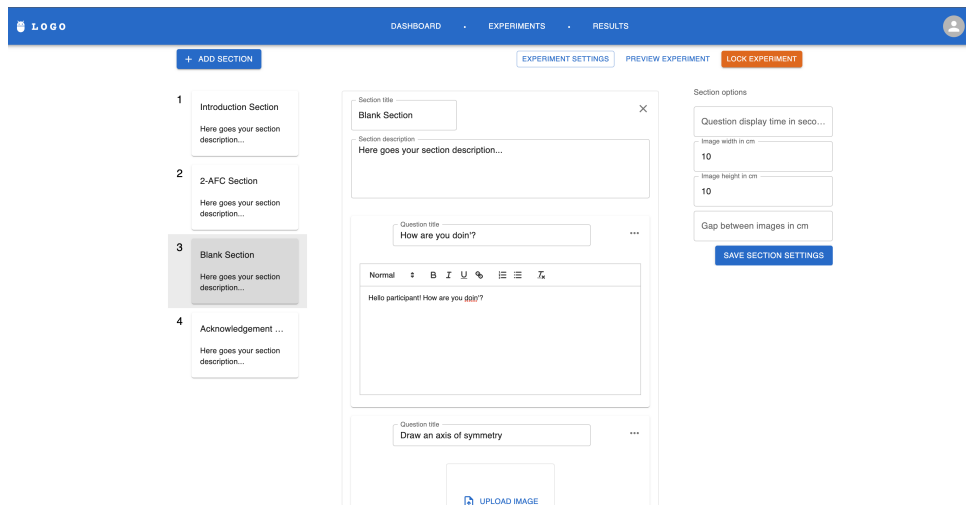 LOGO
DASHBOARD
EXPERIMENTS
RESULTS
+ ADD SECTION
EXPERIMENT SETTINGS
PREVIEW EXPERIMENT
LOCK EXPERIMENT
1
Introduction Section
Here goes your section
description...
2
2-AFC Section
Here goes your section
description...
3
Blank Section
Here goes your section
description...
4
Acknowledgement ...
Here goes your section
description...
Section title
Blank Section
Section description
Here goes your section description...
Question title
How are you doin'?
Normal
B I U
Hello participant! How are you doin'?
Question title
Draw an axis of symmetry
UPLOAD IMAGE
Section options
Question display time in seco...
Image width in cm
10
Image height in cm
10
Gap between images in cm
SAVE SECTION SETTINGS